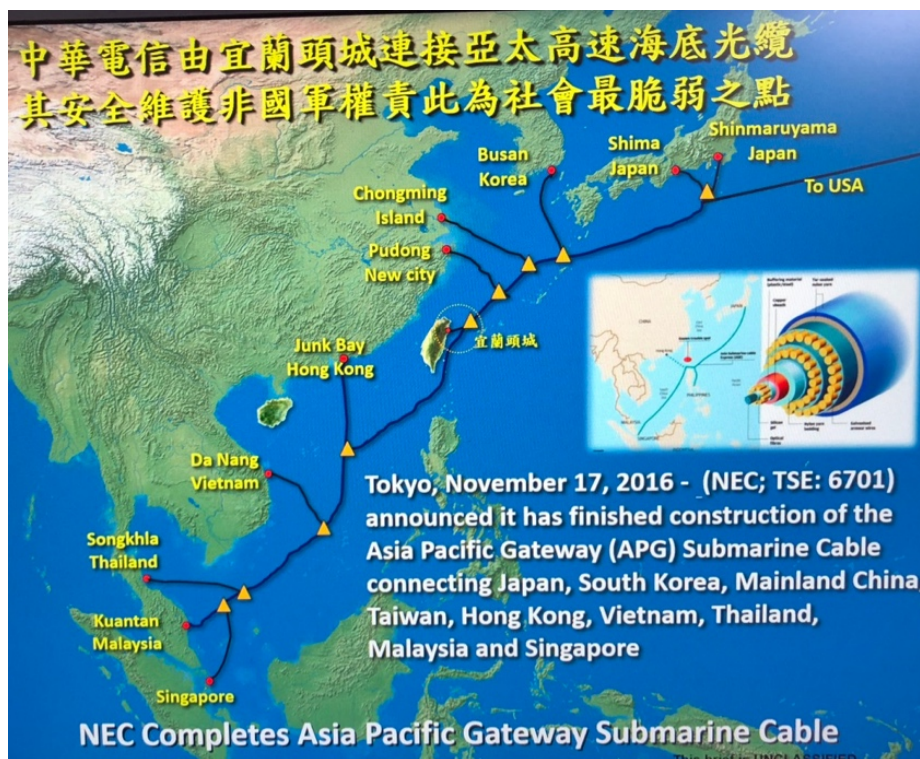 中華電信由宜蘭頭城連接亞太高速海底光纜
其安全維護非國軍權責此為社會最脆弱之點
Shinmaruyama
Japan
Shima
Japan
Busan
Korea
To USA
Chongming
Island
Pudong
New city
宜蘭頭城
Junk Bay
Hong Kong
Da Nang
Vietnam
Songkhla
Thailand
Kuantan
Malaysia
Singapore
CHINA
JAPAN
PHILIPPINES
MALAYSIA
SINGAPORE
Tokyo, November 17, 2016 - (NEC; TSE: 6701)
announced it has finished construction of the
Asia Pacific Gateway (APG) Submarine Cable
connecting Japan, South Korea, Mainland China
Taiwan, Hong Kong, Vietnam, Thailand,
Malaysia and Singapore
NEC Completes Asia Pacific Gateway Submarine Cable